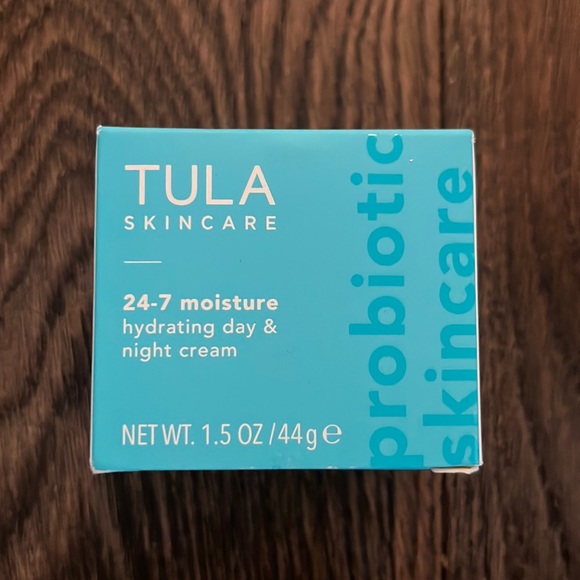 TULA
SKINCARE
24-7 moisture
hydrating day &
night cream
NET WT. 1.5 OZ /44g e
probiotic
skincare